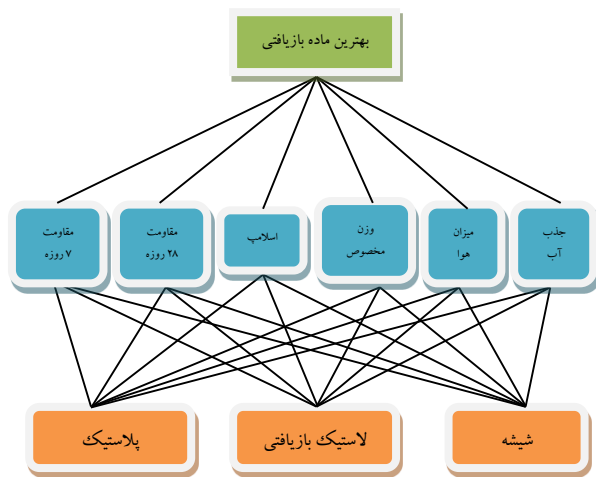 بهترین ماده بازیافتی
جذب
آب
میزان
هوا
وزن
مخصوص
اسلامپ
مقاومت
۲۸ روزه
مقاومت
۷ روزه
شیشه
لاستیک بازیافتی
پلاستیک